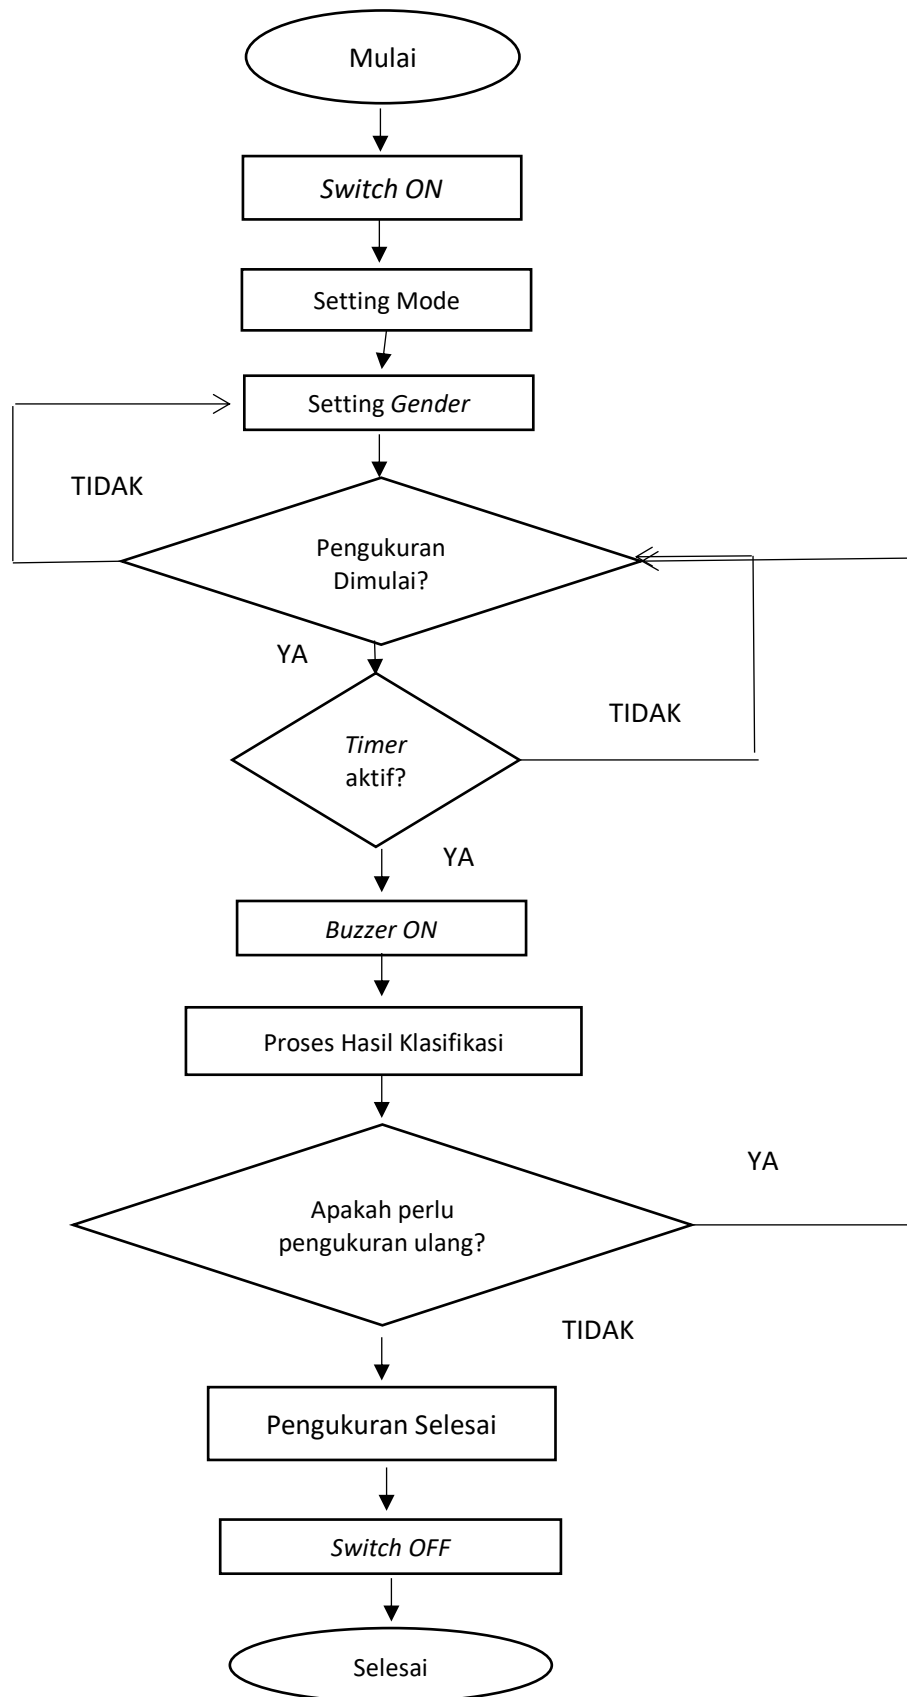 Mulai
Switch ON
Setting Mode
Setting Gender
TIDAK
Pengukuran
Dimulai?
YA
TIDAK
Timer
aktif?
YA
Buzzer ON
Proses Hasil Klasifikasi
YA
Apakah perlu
pengukuran ulang?
TIDAK
Pengukuran Selesai
Switch OFF
Selesai